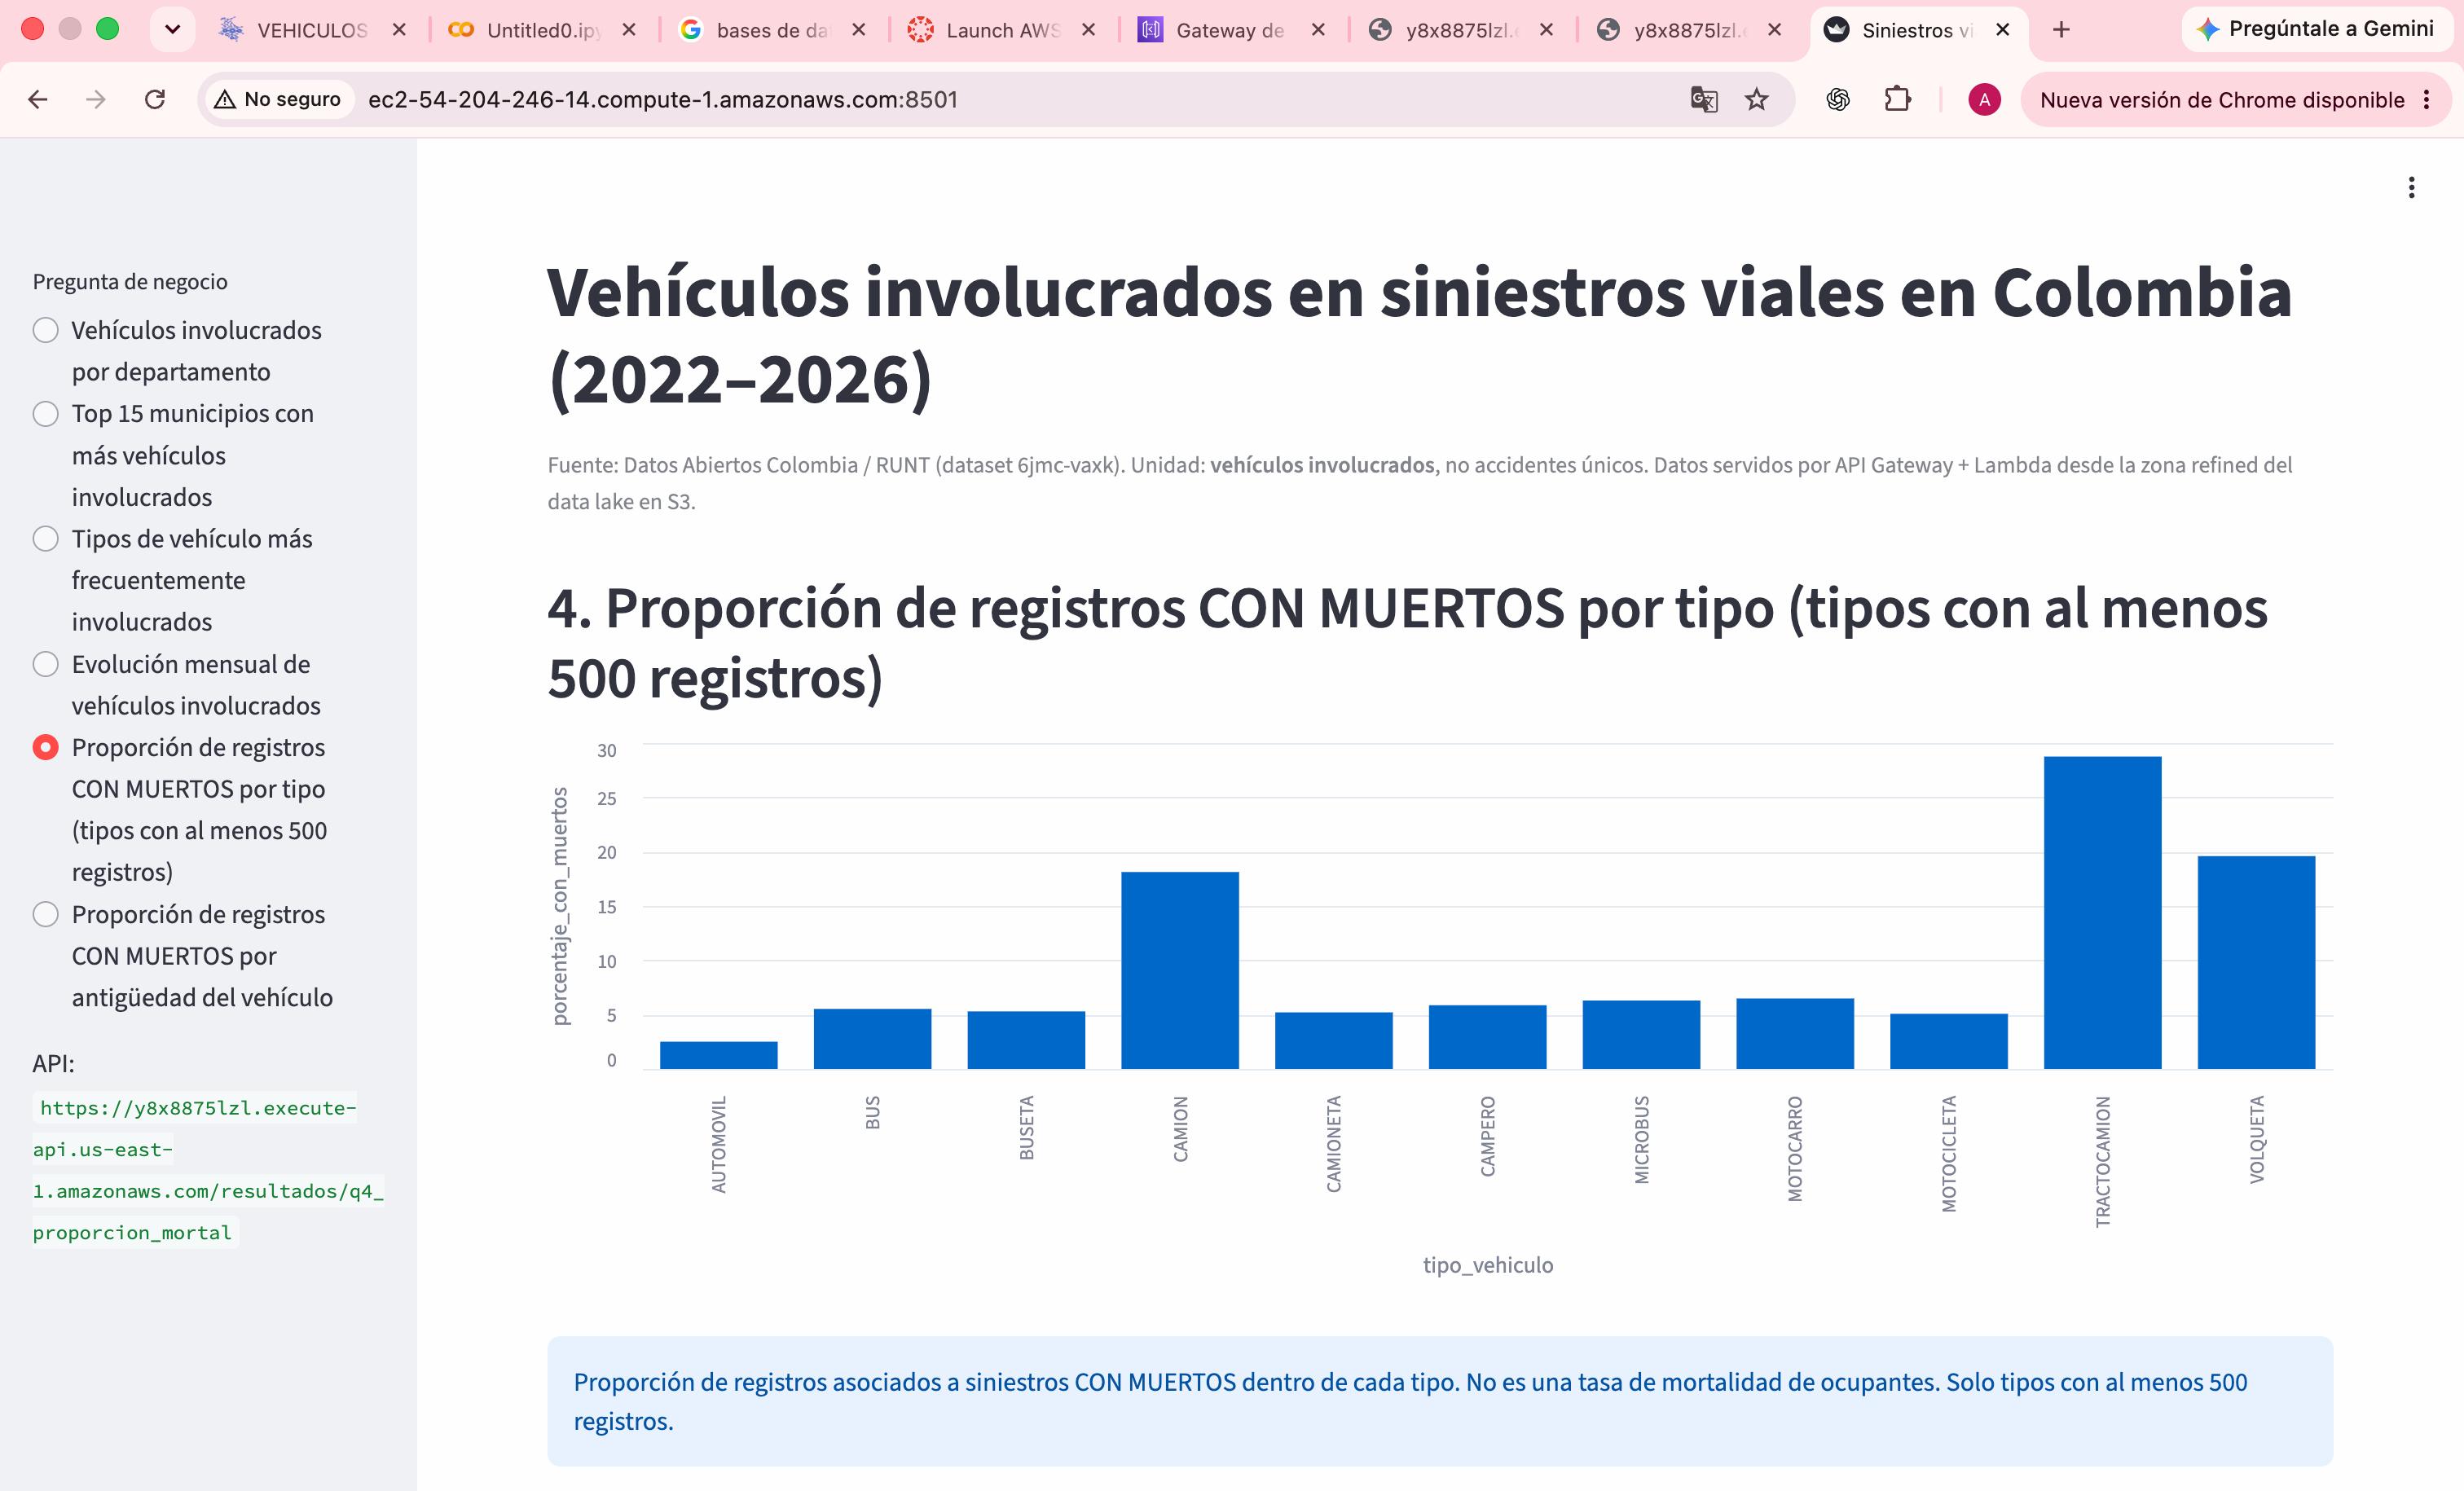 VEHICULOS
Untitled0.ipy
bases de da
Launch AWS
Gateway de
y8x8875lzl.
y8x8875lzl.
Siniestros vi
Pregúntale a Gemini
No seguro
ec2-54-204-246-14.compute-1.amazonaws.com:8501
A
Nueva versión de Chrome disponible
Pregunta de negocio
Vehículos involucrados
por departamento
Top 15 municipios con
más vehículos
involucrados
Tipos de vehículo más
frecuentemente
involucrados
Evolución mensual de
vehículos involucrados
Proporción de registros
CON MUERTOS por tipo
(tipos con al menos 500
registros)
Proporción de registros
CON MUERTOS por
antigüedad del vehículo
API:
https://y8x8875lzl.execute-
api.us-east-
1.amazonaws.com/resultados/q4_
proporcion_mortal
Vehículos involucrados en siniestros viales en Colombia
(2022–2026)
Fuente: Datos Abiertos Colombia / RUNT (dataset 6jmc-vaxk). Unidad: vehículos involucrados, no accidentes únicos. Datos servidos por API Gateway + Lambda desde la zona refined del
data lake en S3.
4. Proporción de registros CON MUERTOS por tipo (tipos con al menos
500 registros)
porcentaje_con_muertos
30
25
20
15
10
5
0
AUTOMOVIL
BUS
BUSETA
CAMION
CAMIONETA
CAMPERO
MICROBUS
MOTOCARRO
MOTOCICLETA
TRACTOCAMION
VOLQUETA
tipo_vehiculo
Proporción de registros asociados a siniestros CON MUERTOS dentro de cada tipo. No es una tasa de mortalidad de ocupantes. Solo tipos con al menos 500
registros.